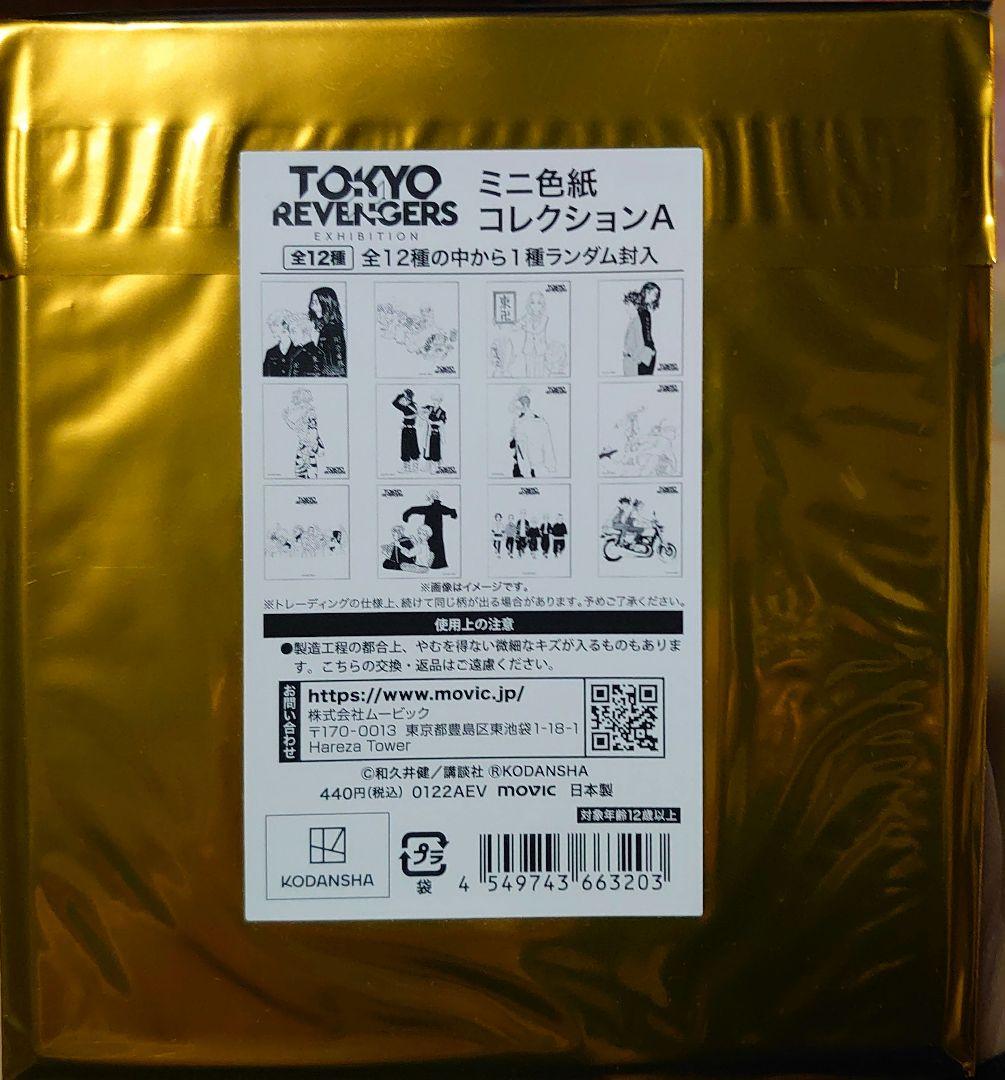 TOKYO
REVENGERS
EXHIBITION
ミニ色紙
コレクションA
全12種 全12種の中から1種ランダム封入
東卍
※画像はイメージです。
※トレーディングの仕様上、続けて同じ柄が出る場合があります。予めご了承ください。
使用上の注意
●製造工程の都合上、やむを得ない微細なキズが入るものもありま
す。こちらの交換・返品はご遠慮ください。
お問い合わせ
https://www.movic.jp/
株式会社ムービック
〒170-0013 東京都豊島区東池袋1-18-1
Hareza Tower
©和久井健/講談社 ®KODANSHA
440円(税込) 0122AEV movic 日本製
対象年齢12歳以上
KODANSHA
プラ
袋
4 549743 663203